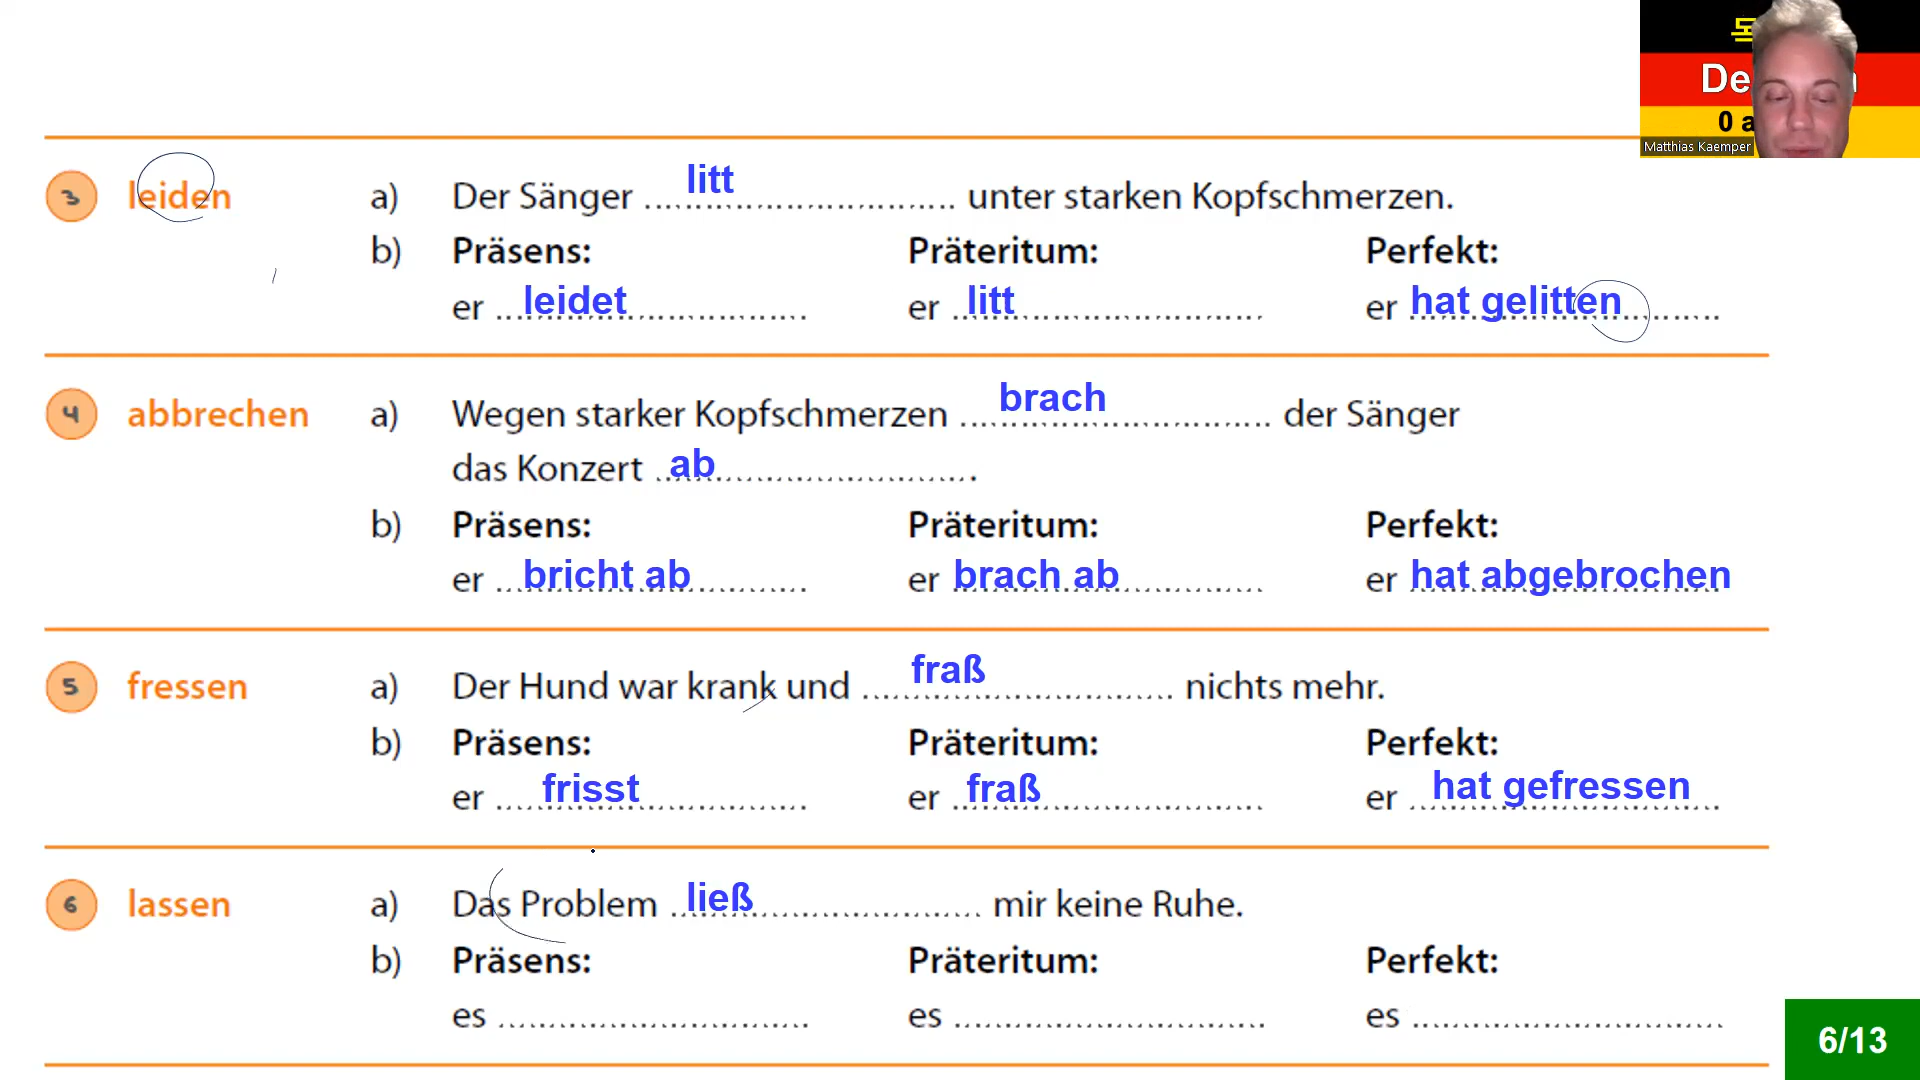 독
De
0 a
Matthias Kaemper
3 leiden a) Der Sänger litt unter starken Kopfschmerzen.
b) Präsens: Präteritum: Perfekt:
er leidet er litt er hat gelitten
4 abbrechen a) Wegen starker Kopfschmerzen brach der Sänger
das Konzert ab.
b) Präsens: Präteritum: Perfekt:
er bricht ab er brach ab er hat abgebrochen
5 fressen a) Der Hund war krank und fraß nichts mehr.
b) Präsens: Präteritum: Perfekt:
er frisst er fraß er hat gefressen
6 lassen a) Das Problem ließ mir keine Ruhe.
b) Präsens: Präteritum: Perfekt:
es es es
6/13